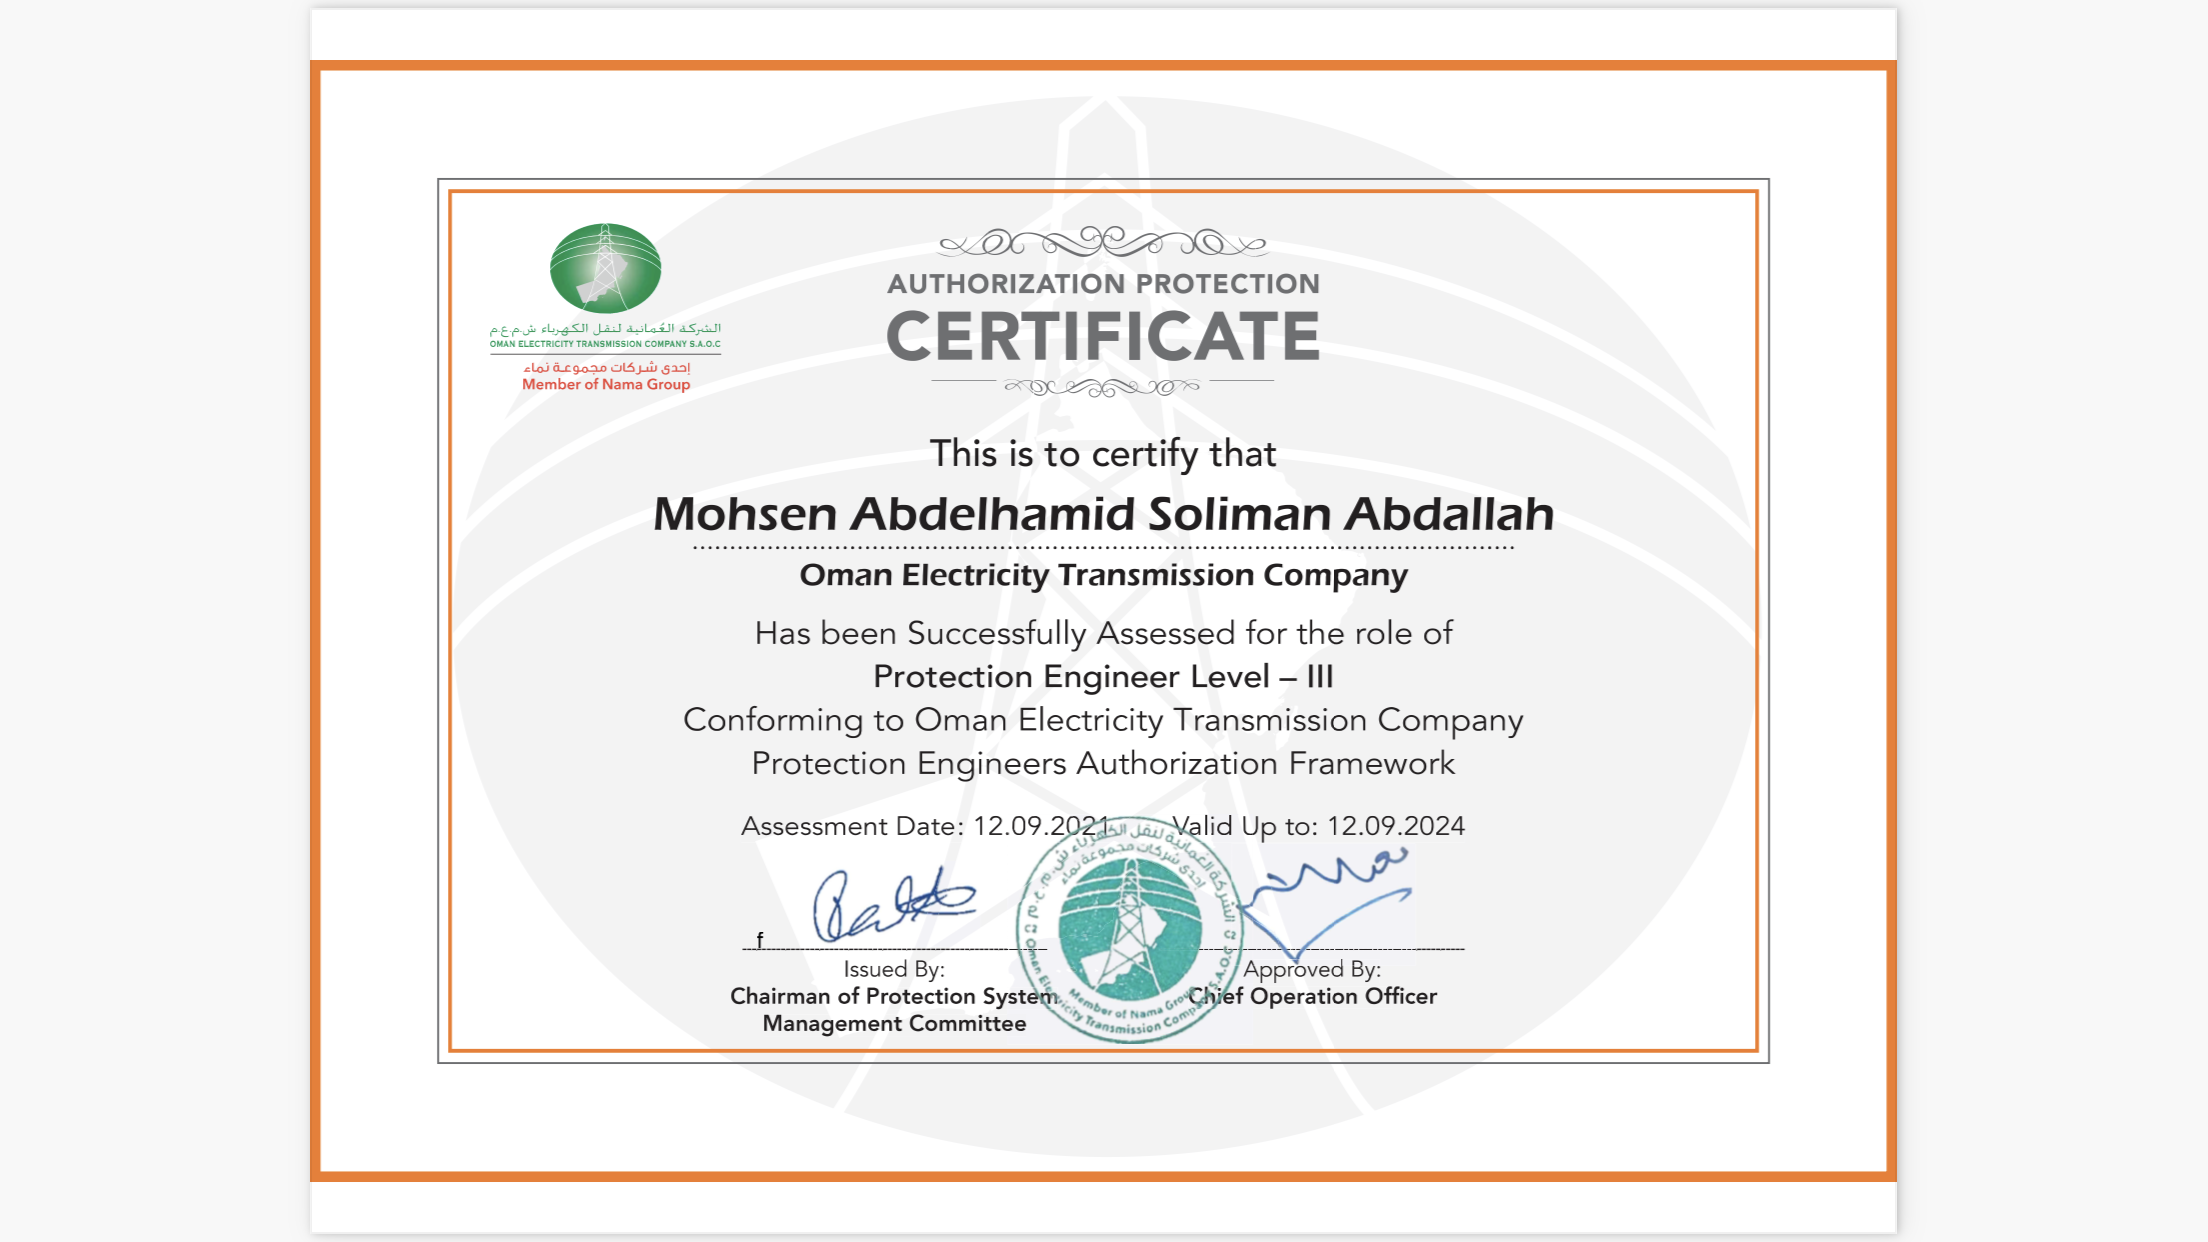 الشركة العُمانية لنقل الكهرباء ش.م.ع.م
OMAN ELECTRICITY TRANSMISSION COMPANY S.A.O.C
إحدى شركات مجموعة نماء
Member of Nama Group
AUTHORIZATION PROTECTION
CERTIFICATE
This is to certify that
Mohsen Abdelhamid Soliman Abdallah
Oman Electricity Transmission Company
Has been Successfully Assessed for the role of
Protection Engineer Level – III
Conforming to Oman Electricity Transmission Company
Protection Engineers Authorization Framework
Assessment Date: 12.09.2021 Valid Up to: 12.09.2024
الشركة العُمانية لنقل الكهرباء ش.م.ع.م
إحدى شركات مجموعة نماء
Member of Nama Group
Oman Electricity Transmission Company S.A.O.C
f
Issued By:
Chairman of Protection System
Management Committee
Approved By:
Chief Operation Officer